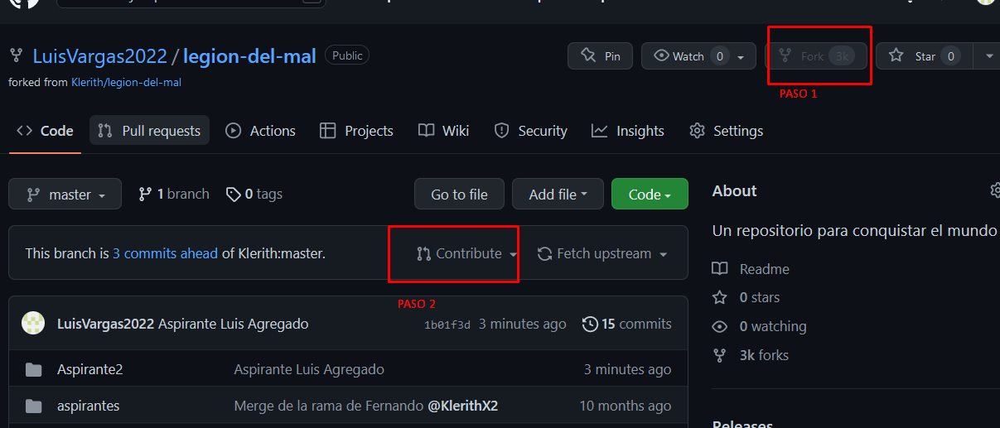 LuisVargas2022 / legion-del-mal Public
Pin
Watch 0
Fork 3k
Star 0
forked from Klerith/legion-del-mal
PASO 1
Code
Pull requests
Actions
Projects
Wiki
Security
Insights
Settings
master
1 branch
0 tags
Go to file
Add file
Code
About
Un repositorio para conquistar el mundo
This branch is 3 commits ahead of Klerith:master.
Contribute
Fetch upstream
Readme
0 stars
0 watching
3k forks
PASO 2
LuisVargas2022 Aspirante Luis Agregado
1b01f3d 3 minutes ago
15 commits
Aspirante2
Aspirante Luis Agregado
3 minutes ago
aspirantes
Merge de la rama de Fernando @KlerithX2
10 months ago
Releases